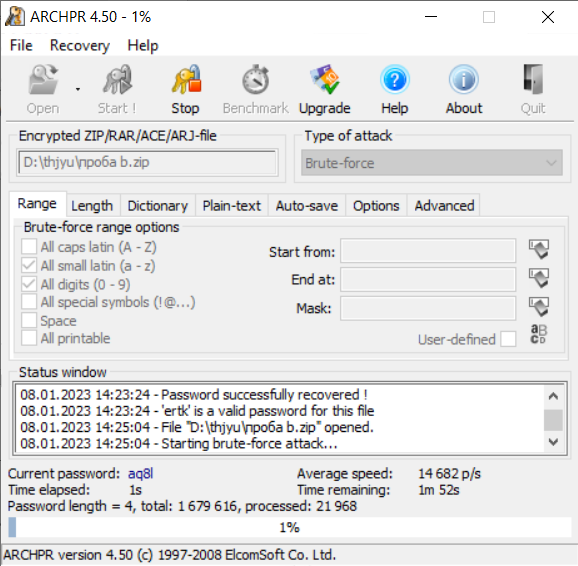 ARCHPR 4.50 - 1%
File Recovery Help
Open Start ! Stop Benchmark Upgrade Help About Quit
Encrypted ZIP/RAR/ACE/ARJ-file
D:\thjyu\проба b.zip
Type of attack
Brute-force
Range Length Dictionary Plain-text Auto-save Options Advanced
Brute-force range options
All caps latin (A - Z)
All small latin (a - z)
All digits (0 - 9)
All special symbols (!@...)
Space
All printable
Start from:
End at:
Mask:
User-defined
aB
cD
Status window
08.01.2023 14:23:24 - Password successfully recovered !
08.01.2023 14:23:24 - 'ertk' is a valid password for this file
08.01.2023 14:25:04 - File "D:\thjyu\проба b.zip" opened.
08.01.2023 14:25:04 - Starting brute-force attack...
Current password: aq8l Average speed: 14 682 p/s
Time elapsed: 1s Time remaining: 1m 52s
Password length = 4, total: 1 679 616, processed: 21 968
1%
ARCHPR version 4.50 (c) 1997-2008 ElcomSoft Co. Ltd.